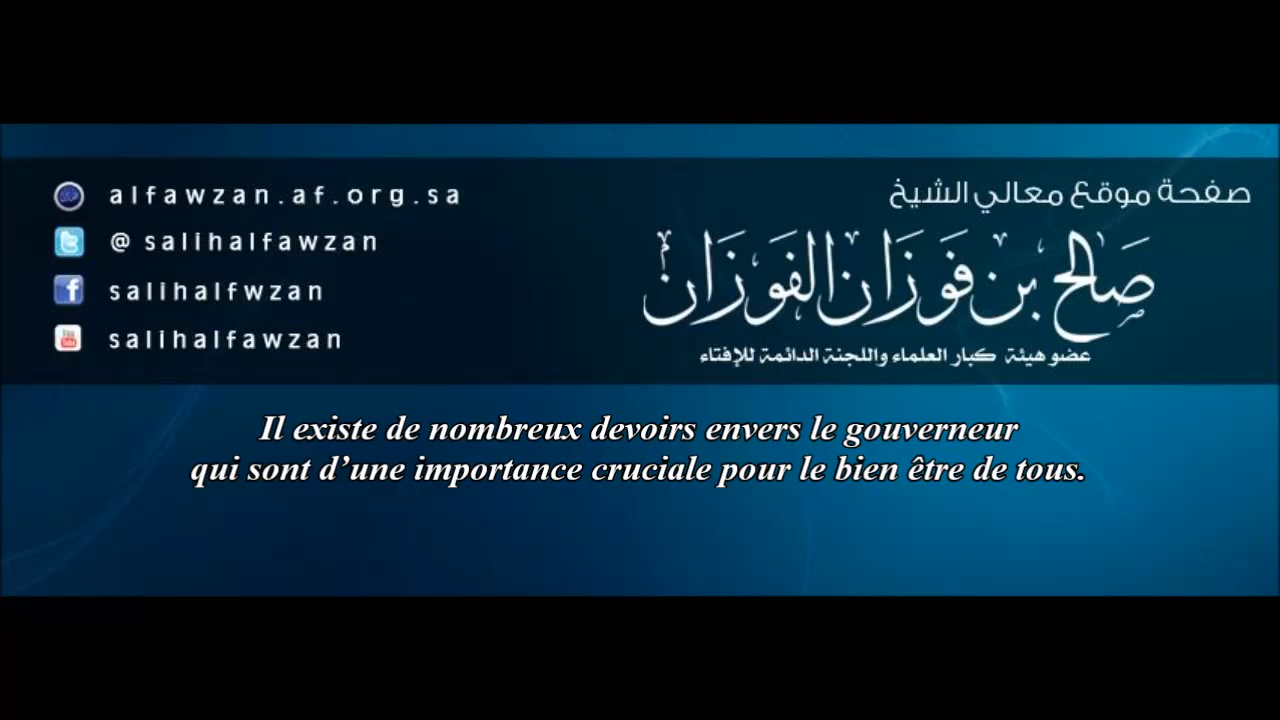 alfawzan.af.org.sa
@ salihalfawzan
salihalfwzan
salihalfawzan
صفحة موقع معالي الشيخ
صالح بن فوزان الفوزان
عضو هيئة كبار العلماء واللجنة الدائمة للإفتاء
Il existe de nombreux devoirs envers le gouverneur
qui sont d’une importance cruciale pour le bien être de tous.